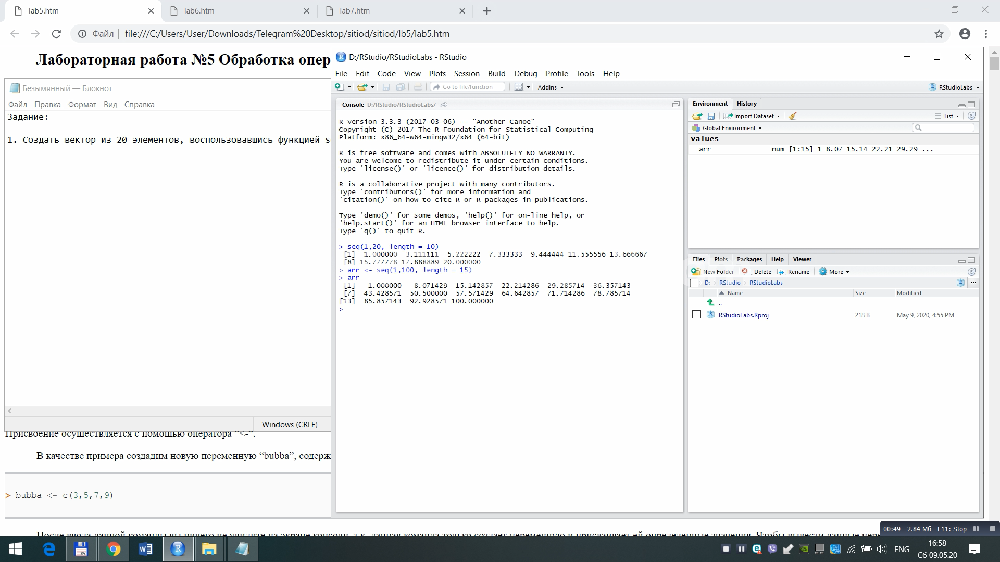 lab5.htm
lab6.htm
lab7.htm
Файл
file:///C:/Users/User/Downloads/Telegram%20Desktop/sitiod/sitiod/lb5/lab5.htm
Лабораторная работа №5 Обработка опер
Безымянный — Блокнот
Файл Правка Формат Вид Справка
Задание:
1. Создать вектор из 20 элементов, воспользовавшись функцией s
Windows (CRLF)
Присвоение осуществляется с помощью оператора “<-“.
В качестве примера создадим новую переменную “bubba”, содерж
> bubba <- c(3,5,7,9)
После ввода данной команды вы ничего не увидите на экране консоли, т.к. данная команда только создает переменную и присваивает ей определенные значения. Чтобы вывести данные пере
D:/RStudio/RStudioLabs - RStudio
File Edit Code View Plots Session Build Debug Profile Tools Help
Go to file/function
Addins
RStudioLabs
Console D:/RStudio/RStudioLabs/
R version 3.3.3 (2017-03-06) -- "Another Canoe"
Copyright (C) 2017 The R Foundation for Statistical Computing
Platform: x86_64-w64-mingw32/x64 (64-bit)
R is free software and comes with ABSOLUTELY NO WARRANTY.
You are welcome to redistribute it under certain conditions.
Type 'license()' or 'licence()' for distribution details.
R is a collaborative project with many contributors.
Type 'contributors()' for more information and
'citation()' on how to cite R or R packages in publications.
Type 'demo()' for some demos, 'help()' for on-line help, or
'help.start()' for an HTML browser interface to help.
Type 'q()' to quit R.
> seq(1,20, length = 10)
[1] 1.000000 3.111111 5.222222 7.333333 9.444444 11.555556 13.666667
[8] 15.777778 17.888889 20.000000
> arr <- seq(1,100, length = 15)
> arr
[1] 1.000000 8.071429 15.142857 22.214286 29.285714 36.357143
[7] 43.428571 50.500000 57.571429 64.642857 71.714286 78.785714
[13] 85.857143 92.928571 100.000000
>
Environment History
Import Dataset
List
Global Environment
Values
arr num [1:15] 1 8.07 15.14 22.21 29.29 ...
Files Plots Packages Help Viewer
New Folder Delete Rename More
D: RStudio RStudioLabs
Name Size Modified
..
RStudioLabs.Rproj 218 B May 9, 2020, 4:55 PM
00:49 2.84 Мб F11: Stop
ENG
16:58
Сб 09.05.20